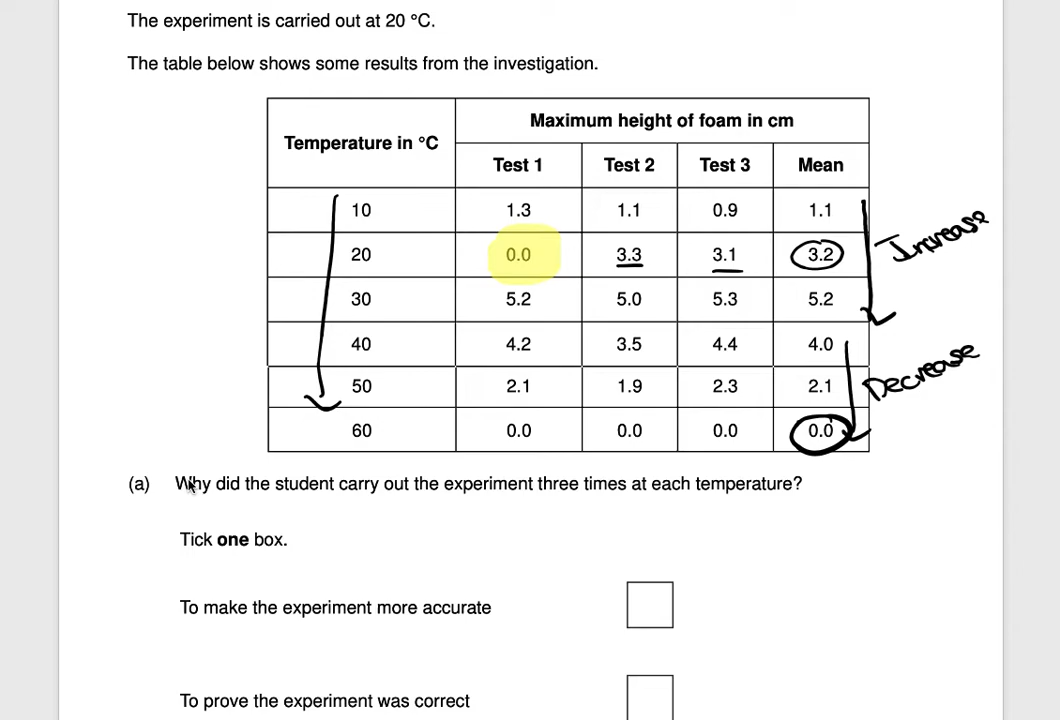 The experiment is carried out at 20 °C.
The table below shows some results from the investigation.
Temperature in °C
Maximum height of foam in cm
Test 1 Test 2 Test 3 Mean
10 1.3 1.1 0.9 1.1
20 0.0 3.3 3.1 3.2
30 5.2 5.0 5.3 5.2
40 4.2 3.5 4.4 4.0
50 2.1 1.9 2.3 2.1
60 0.0 0.0 0.0 0.0
Increase
Decrease
(a) Why did the student carry out the experiment three times at each temperature?
Tick one box.
To make the experiment more accurate
To prove the experiment was correct